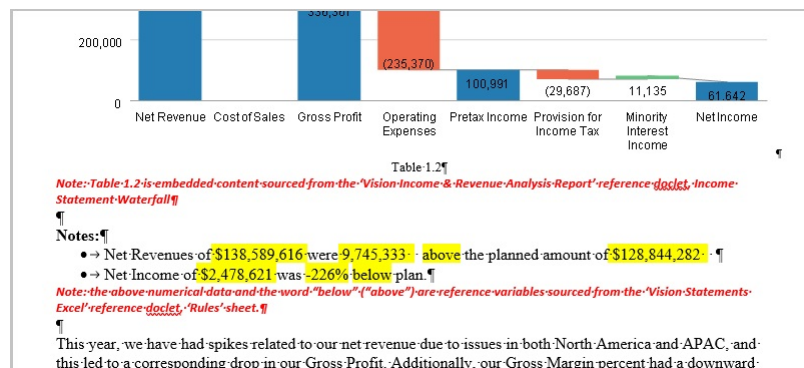 336,361
200,000
(235,370)
100,991
(29,687)
11,135
61,642
0
Net Revenue Cost of Sales Gross Profit Operating Expenses Pretax Income Provision for Income Tax Minority Interest Income Net Income
Table 1.2¶
Note: Table 1.2 is embedded content sourced from the ‘Vision Income & Revenue Analysis Report’ reference doclet, Income
Statement Waterfall¶
¶
Notes:¶
•→ Net Revenues of $138,589,616 were 9,745,333 above the planned amount of $128,844,282 ¶
•→ Net Income of $2,478,621 was -226% below plan.¶
Note: the above numerical data and the word “below” (“above”) are reference variables sourced from the ‘Vision Statements
Excel’ reference doclet, ‘Rules’ sheet.¶
¶
This year, we have had spikes related to our net revenue due to issues in both North America and APAC, and
this led to a corresponding drop in our Gross Profit. Additionally, our Gross Margin percent had a downward